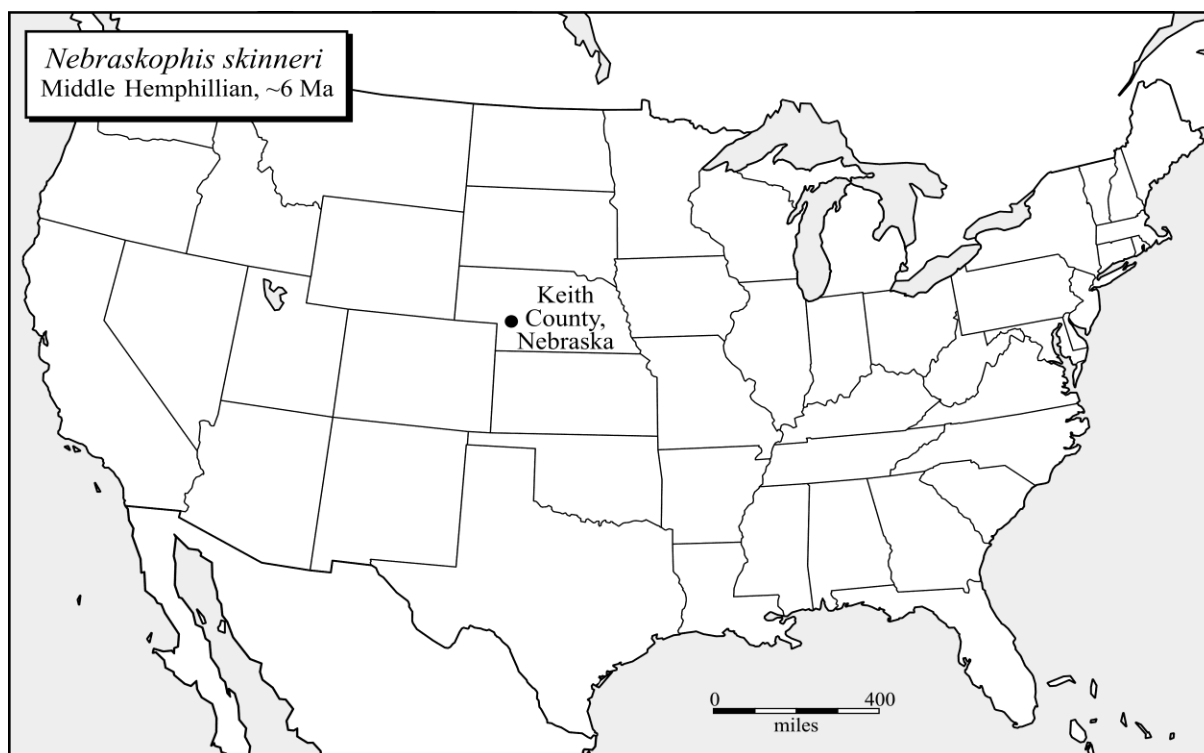 Nebraskophis skinneri
Middle Hemphillian, ~6 Ma
Keith
County,
Nebraska
0 400
miles